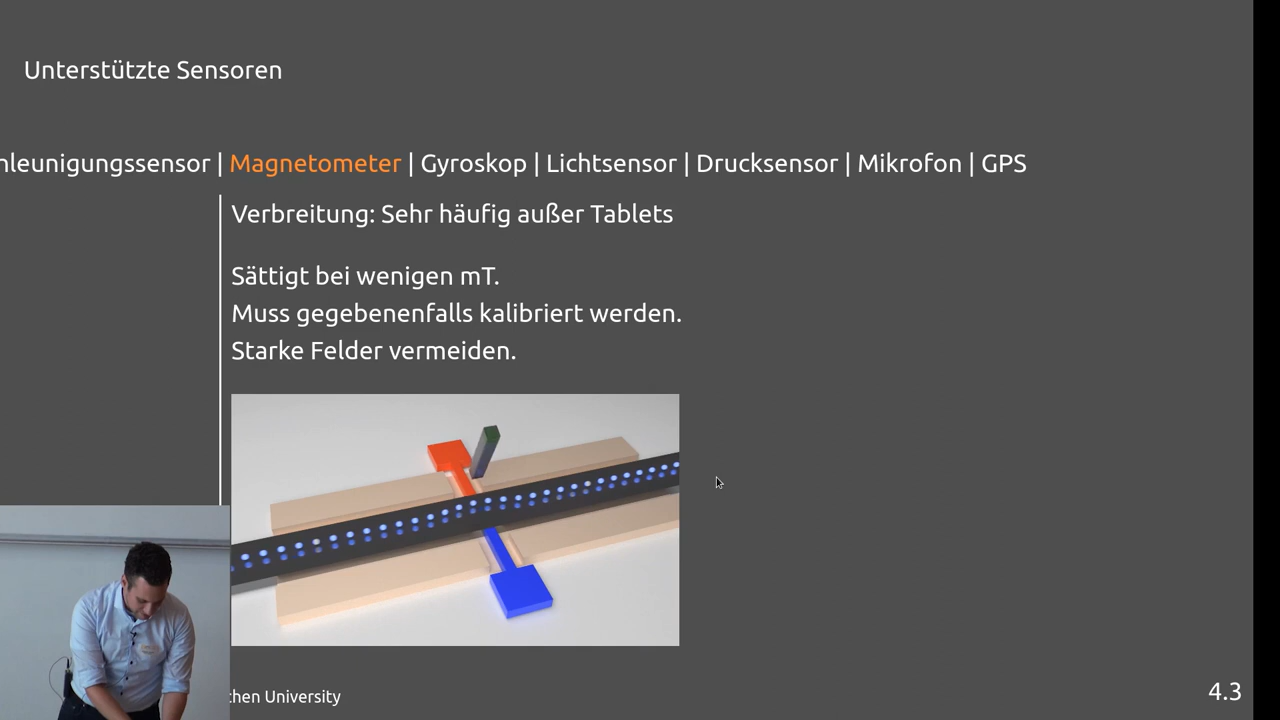 Unterstützte Sensoren
hleunigungssensor | Magnetometer | Gyroskop | Lichtsensor | Drucksensor | Mikrofon | GPS
Verbreitung: Sehr häufig außer Tablets
Sättigt bei wenigen mT.
Muss gegebenenfalls kalibriert werden.
Starke Felder vermeiden.
chen University
4.3